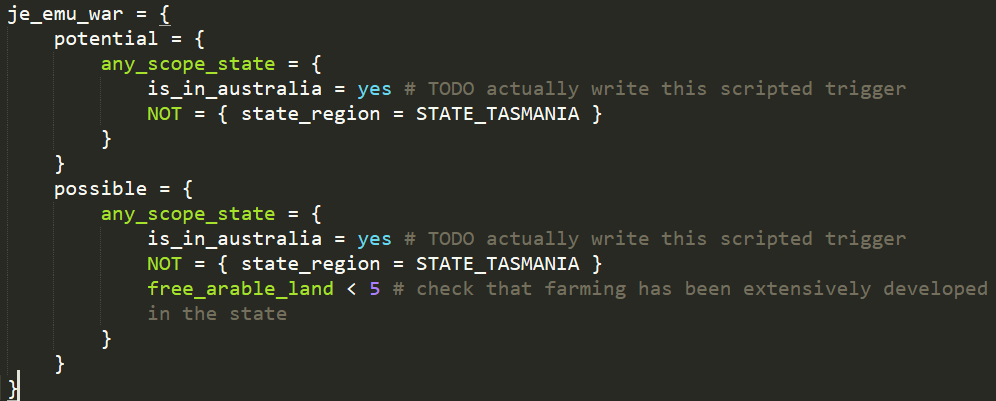 je_emu_war = {
    potential = {
        any_scope_state = {
            is_in_australia = yes # TODO actually write this scripted trigger
            NOT = { state_region = STATE_TASMANIA }
        }
    }
    possible = {
        any_scope_state = {
            is_in_australia = yes # TODO actually write this scripted trigger
            NOT = { state_region = STATE_TASMANIA }
            free_arable_land < 5 # check that farming has been extensively developed
            in the state
        }
    }
}